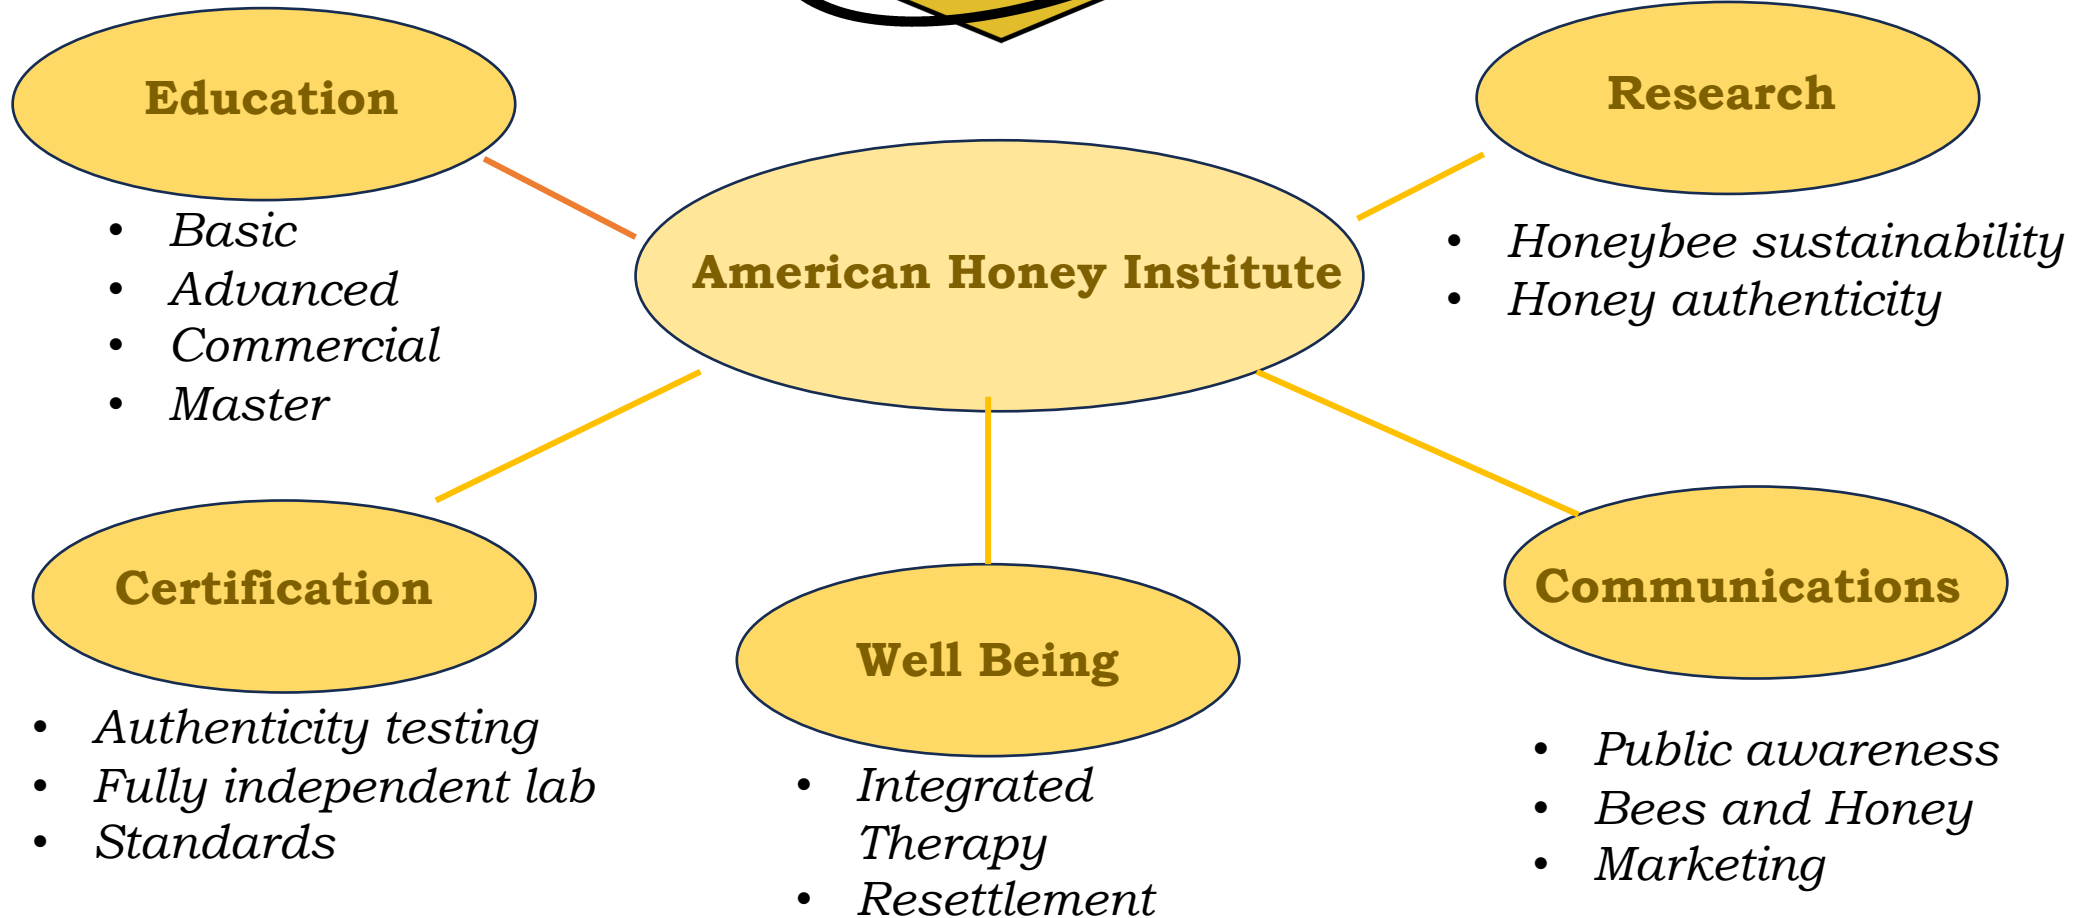 Education
• Basic
• Advanced
• Commercial
• Master
American Honey Institute
Research
• Honeybee sustainability
• Honey authenticity
Certification
• Authenticity testing
• Fully independent lab
• Standards
Well Being
• Integrated
Therapy
• Resettlement
Communications
• Public awareness
• Bees and Honey
• Marketing